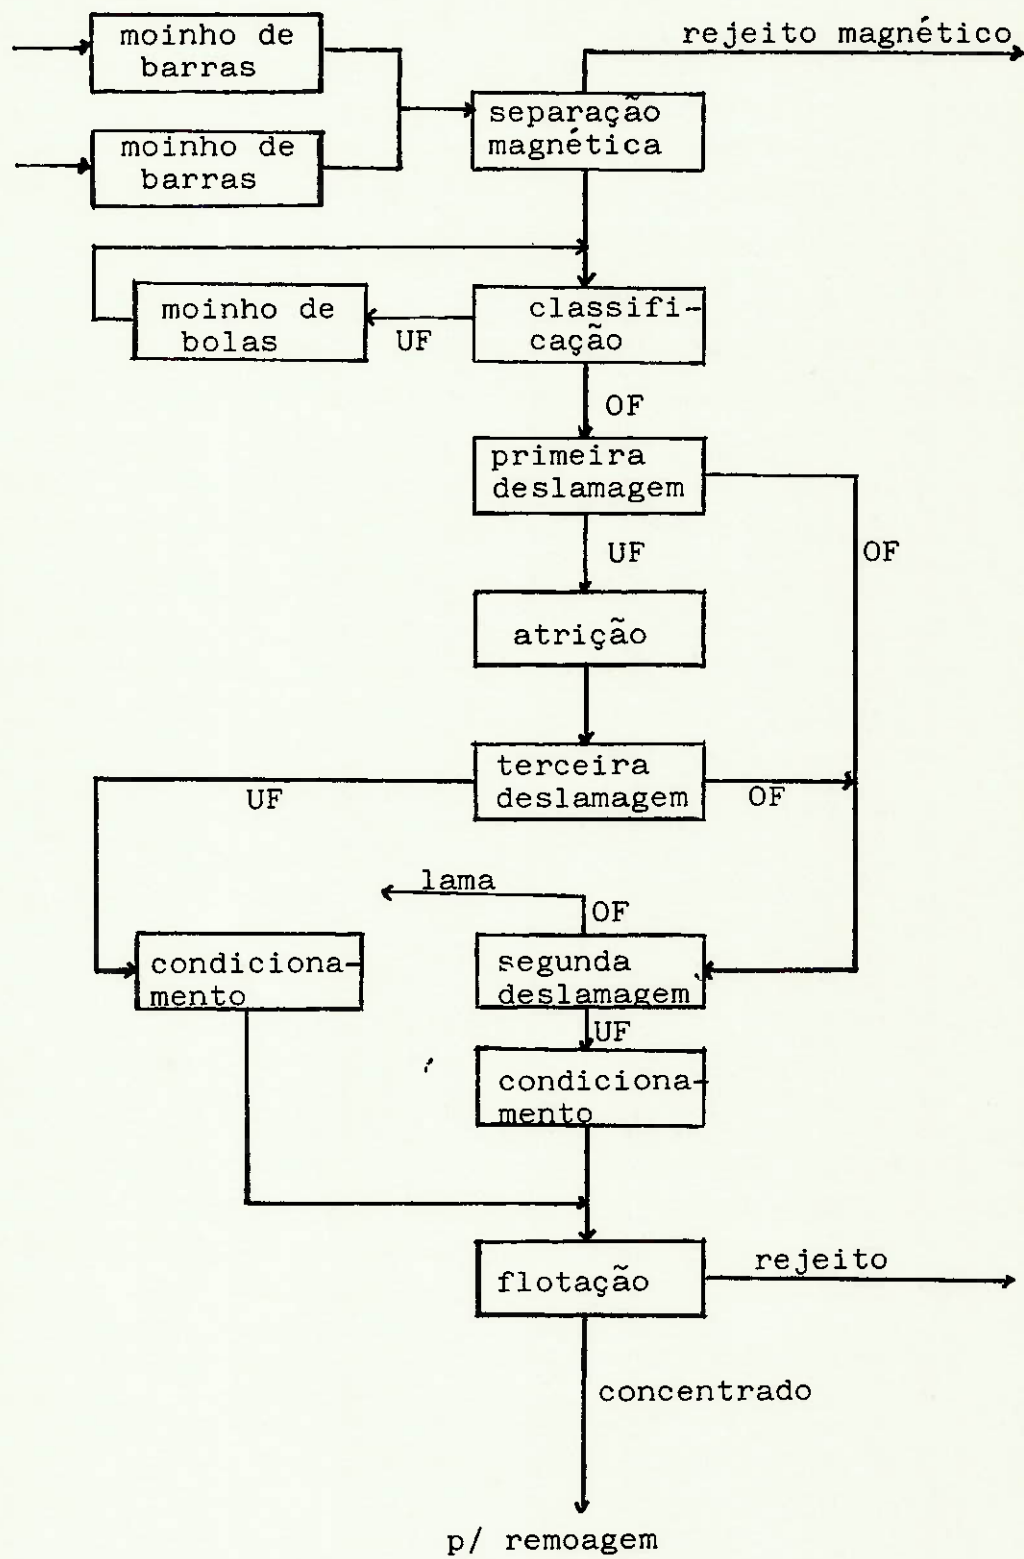 moinho de
barras
rejeito magnético
separação
magnética
moinho de
barras
moinho de
bolas
UF
classifi-
cação
OF
primeira
deslamagem
UF
OF
atrição
terceira
deslamagem
UF
OF
lama
OF
condiciona-
mento
segunda
deslamagem
UF
condiciona-
mento
flotação
rejeito
concentrado
p/ remoagem